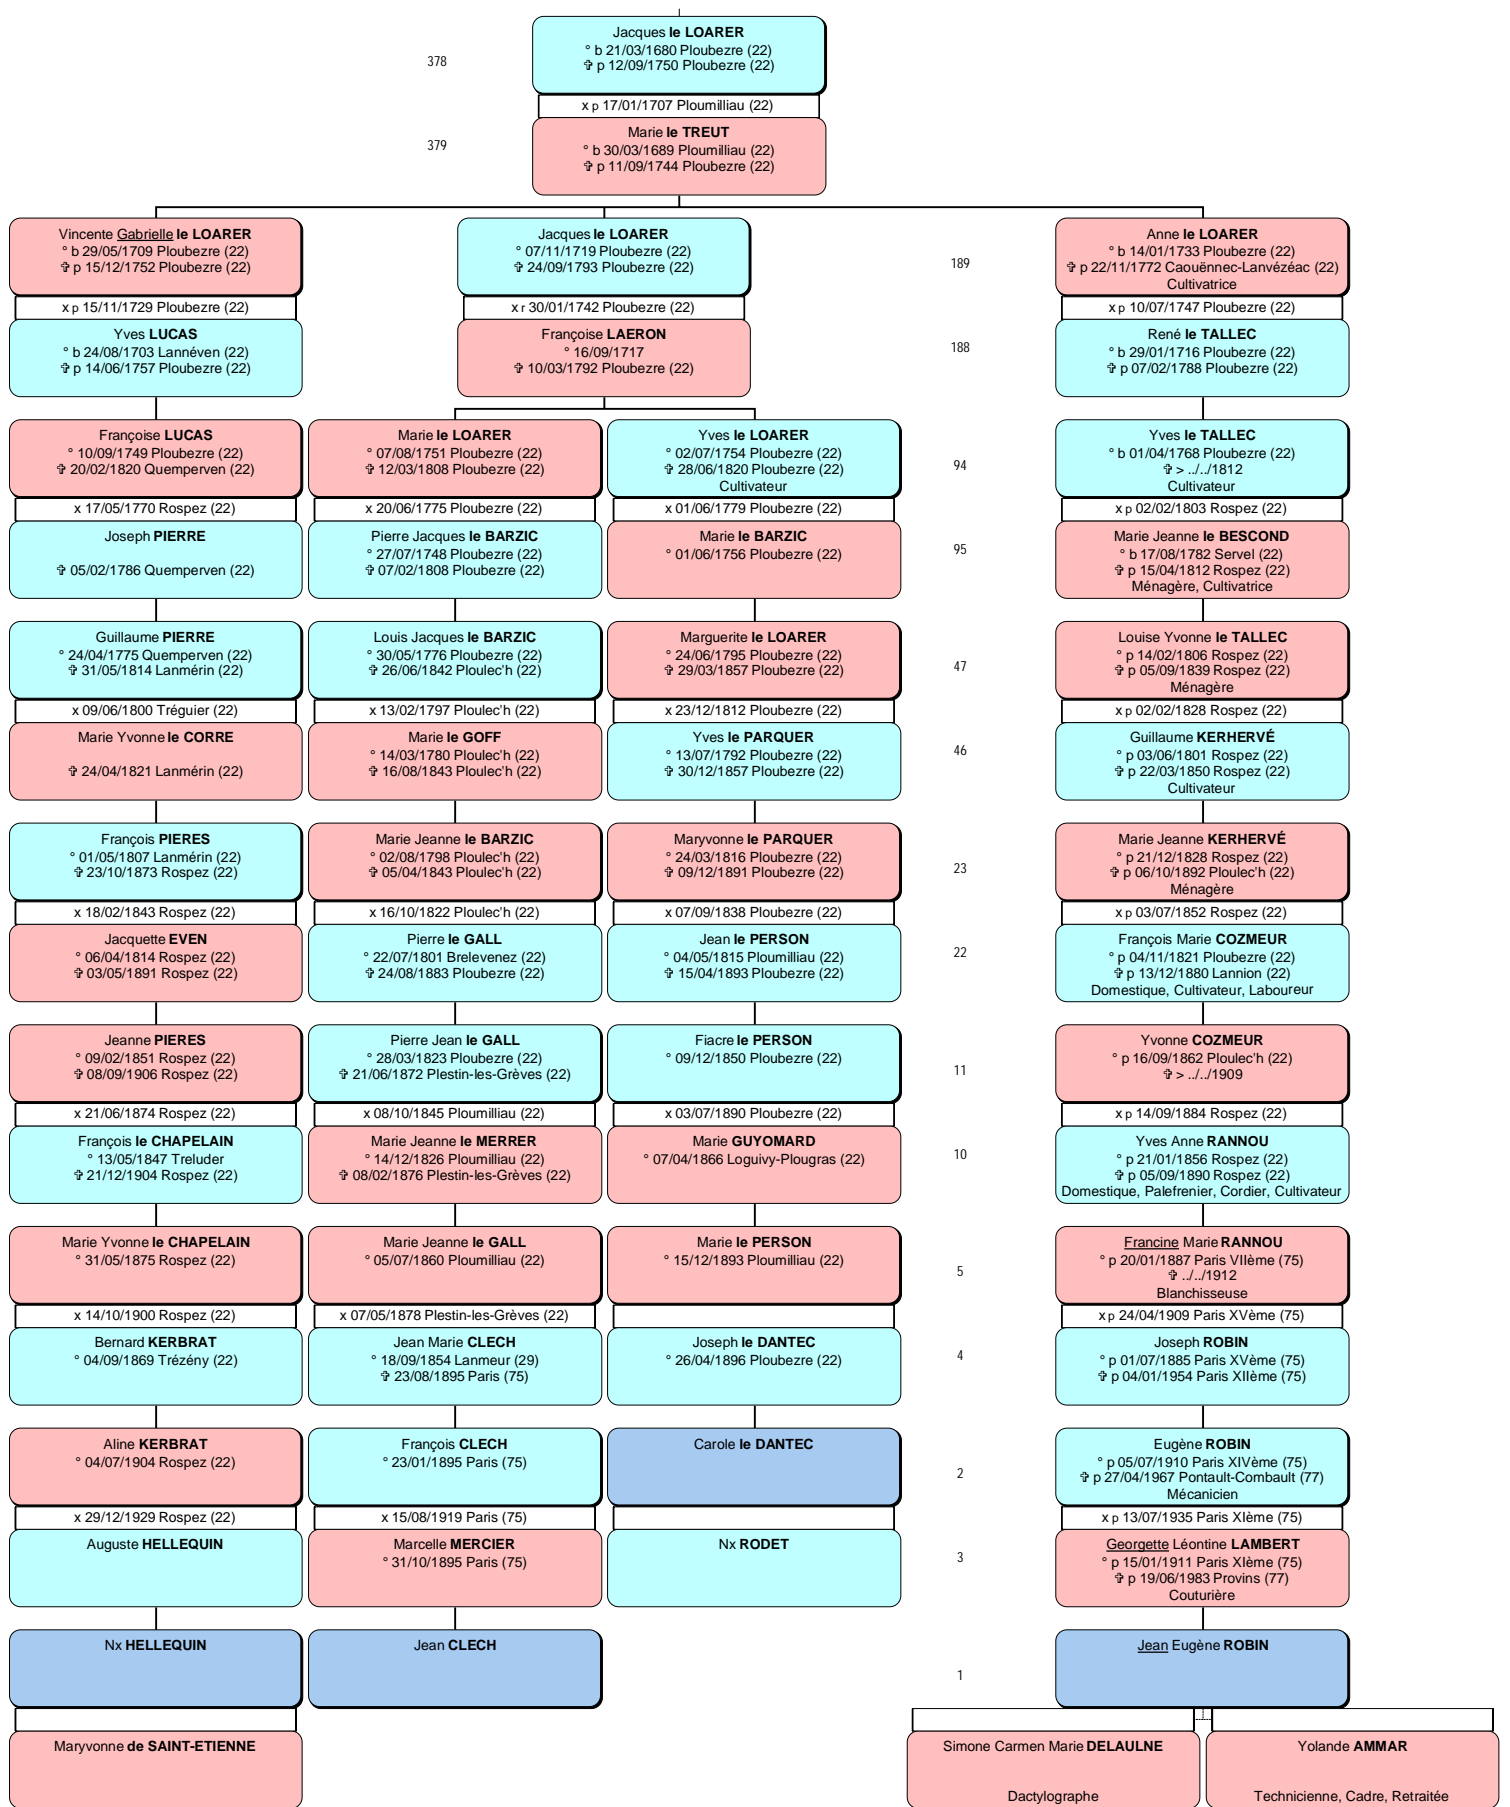 378
Jacques le LOARER
° b 21/03/1680 Ploubezre (22)
✞ p 12/09/1750 Ploubezre (22)
x p 17/01/1707 Ploumilliau (22)
379
Marie le TREUT
° b 30/03/1689 Ploumilliau (22)
✞ p 11/09/1744 Ploubezre (22)
Vincente Gabrielle le LOARER
° b 29/05/1709 Ploubezre (22)
✞ p 15/12/1752 Ploubezre (22)
x p 15/11/1729 Ploubezre (22)
Yves LUCAS
° b 24/08/1703 Lannéven (22)
✞ p 14/06/1757 Ploubezre (22)
Jacques le LOARER
° 07/11/1719 Ploubezre (22)
✞ 24/09/1793 Ploubezre (22)
x r 30/01/1742 Ploubezre (22)
Françoise LAERON
° 16/09/1717
✞ 10/03/1792 Ploubezre (22)
189
Anne le LOARER
° b 14/01/1733 Ploubezre (22)
✞ p 22/11/1772 Caouënnec-Lanvézéac (22)
Cultivatrice
x p 10/07/1747 Ploubezre (22)
188
René le TALLEC
° b 29/01/1716 Ploubezre (22)
✞ p 07/02/1788 Ploubezre (22)
Françoise LUCAS
° 10/09/1749 Ploubezre (22)
✞ 20/02/1820 Quemperven (22)
x 17/05/1770 Rospez (22)
Joseph PIERRE
✞ 05/02/1786 Quemperven (22)
Marie le LOARER
° 07/08/1751 Ploubezre (22)
✞ 12/03/1808 Ploubezre (22)
x 20/06/1775 Ploubezre (22)
Pierre Jacques le BARZIC
° 27/07/1748 Ploubezre (22)
✞ 07/02/1808 Ploubezre (22)
Yves le LOARER
° 02/07/1754 Ploubezre (22)
✞ 28/06/1820 Ploubezre (22)
Cultivateur
x 01/06/1779 Ploubezre (22)
Marie le BARZIC
° 01/06/1756 Ploubezre (22)
94
Yves le TALLEC
° b 01/04/1768 Ploubezre (22)
✞ > ../../1812
Cultivateur
x p 02/02/1803 Rospez (22)
95
Marie Jeanne le BESCOND
° b 17/08/1782 Servel (22)
✞ p 15/04/1812 Rospez (22)
Ménagère, Cultivatrice
Guillaume PIERRE
° 24/04/1775 Quemperven (22)
✞ 31/05/1814 Lanmérin (22)
x 09/06/1800 Tréguier (22)
Marie Yvonne le CORRE
✞ 24/04/1821 Lanmérin (22)
Louis Jacques le BARZIC
° 30/05/1776 Ploubezre (22)
✞ 26/06/1842 Ploulec'h (22)
x 13/02/1797 Ploulec'h (22)
Marie le GOFF
° 14/03/1780 Ploulec'h (22)
✞ 16/08/1843 Ploulec'h (22)
Marguerite le LOARER
° 24/06/1795 Ploubezre (22)
✞ 29/03/1857 Ploubezre (22)
x 23/12/1812 Ploubezre (22)
Yves le PARQUER
° 13/07/1792 Ploubezre (22)
✞ 30/12/1857 Ploubezre (22)
47
Louise Yvonne le TALLEC
° p 14/02/1806 Rospez (22)
✞ p 05/09/1839 Rospez (22)
Ménagère
x p 02/02/1828 Rospez (22)
46
Guillaume KERHERVÉ
° p 03/06/1801 Rospez (22)
✞ p 22/03/1850 Rospez (22)
Cultivateur
François PIERES
° 01/05/1807 Lanmérin (22)
✞ 23/10/1873 Rospez (22)
x 18/02/1843 Rospez (22)
Jacquette EVEN
° 06/04/1814 Rospez (22)
✞ 03/05/1891 Rospez (22)
Marie Jeanne le BARZIC
° 02/08/1798 Ploulec'h (22)
✞ 05/04/1843 Ploulec'h (22)
x 16/10/1822 Ploulec'h (22)
Pierre le GALL
° 22/07/1801 Brelevenez (22)
✞ 24/08/1883 Ploubezre (22)
Maryvonne le PARQUER
° 24/03/1816 Ploubezre (22)
✞ 09/12/1891 Ploubezre (22)
x 07/09/1838 Ploubezre (22)
Jean le PERSON
° 04/05/1815 Ploumilliau (22)
✞ 15/04/1893 Ploubezre (22)
23
Marie Jeanne KERHERVÉ
° p 21/12/1828 Rospez (22)
✞ p 06/10/1892 Ploulec'h (22)
Ménagère
x p 03/07/1852 Rospez (22)
22
François Marie COZMEUR
° p 04/11/1821 Ploubezre (22)
✞ p 13/12/1880 Lannion (22)
Domestique, Cultivateur, Laboureur
Jeanne PIERES
° 09/02/1851 Rospez (22)
✞ 08/09/1906 Rospez (22)
x 21/06/1874 Rospez (22)
François le CHAPELAIN
° 13/05/1847 Treluder
✞ 21/12/1904 Rospez (22)
Pierre Jean le GALL
° 28/03/1823 Ploubezre (22)
✞ 21/06/1872 Plestin-les-Grèves (22)
x 08/10/1845 Ploumilliau (22)
Marie Jeanne le MERRER
° 14/12/1826 Ploumilliau (22)
✞ 08/02/1876 Plestin-les-Grèves (22)
Fiacre le PERSON
° 09/12/1850 Ploubezre (22)
x 03/07/1890 Ploubezre (22)
Marie GUYOMARD
° 07/04/1866 Loguivy-Plougras (22)
11
Yvonne COZMEUR
° p 16/09/1862 Ploulec'h (22)
✞ > ../../1909
x p 14/09/1884 Rospez (22)
10
Yves Anne RANNOU
° p 21/01/1856 Rospez (22)
✞ p 05/09/1890 Rospez (22)
Domestique, Palefrenier, Cordier, Cultivateur
Marie Yvonne le CHAPELAIN
° 31/05/1875 Rospez (22)
x 14/10/1900 Rospez (22)
Bernard KERBRAT
° 04/09/1869 Trézény (22)
Marie Jeanne le GALL
° 05/07/1860 Ploumilliau (22)
x 07/05/1878 Plestin-les-Grèves (22)
Jean Marie CLECH
° 18/09/1854 Lanmeur (29)
✞ 23/08/1895 Paris (75)
Marie le PERSON
° 15/12/1893 Ploumilliau (22)
Joseph le DANTEC
° 26/04/1896 Ploubezre (22)
5
Francine Marie RANNOU
° p 20/01/1887 Paris VIIème (75)
✞ ../../1912
Blanchisseuse
x p 24/04/1909 Paris XVème (75)
4
Joseph ROBIN
° p 01/07/1885 Paris XVème (75)
✞ p 04/01/1954 Paris XIIème (75)
Aline KERBRAT
° 04/07/1904 Rospez (22)
x 29/12/1929 Rospez (22)
Auguste HELLEQUIN
François CLECH
° 23/01/1895 Paris (75)
x 15/08/1919 Paris (75)
Marcelle MERCIER
° 31/10/1895 Paris (75)
Carole le DANTEC
Nx RODET
2
Eugène ROBIN
° p 05/07/1910 Paris XIVème (75)
✞ p 27/04/1967 Pontault-Combault (77)
Mécanicien
x p 13/07/1935 Paris XIème (75)
3
Georgette Léontine LAMBERT
° p 15/01/1911 Paris XIème (75)
✞ p 19/06/1983 Provins (77)
Couturière
Nx HELLEQUIN
Maryvonne de SAINT-ETIENNE
Jean CLECH
1
Jean Eugène ROBIN
Simone Carmen Marie DELAULNE
Dactylographe
Yolande AMMAR
Technicienne, Cadre, Retraitée